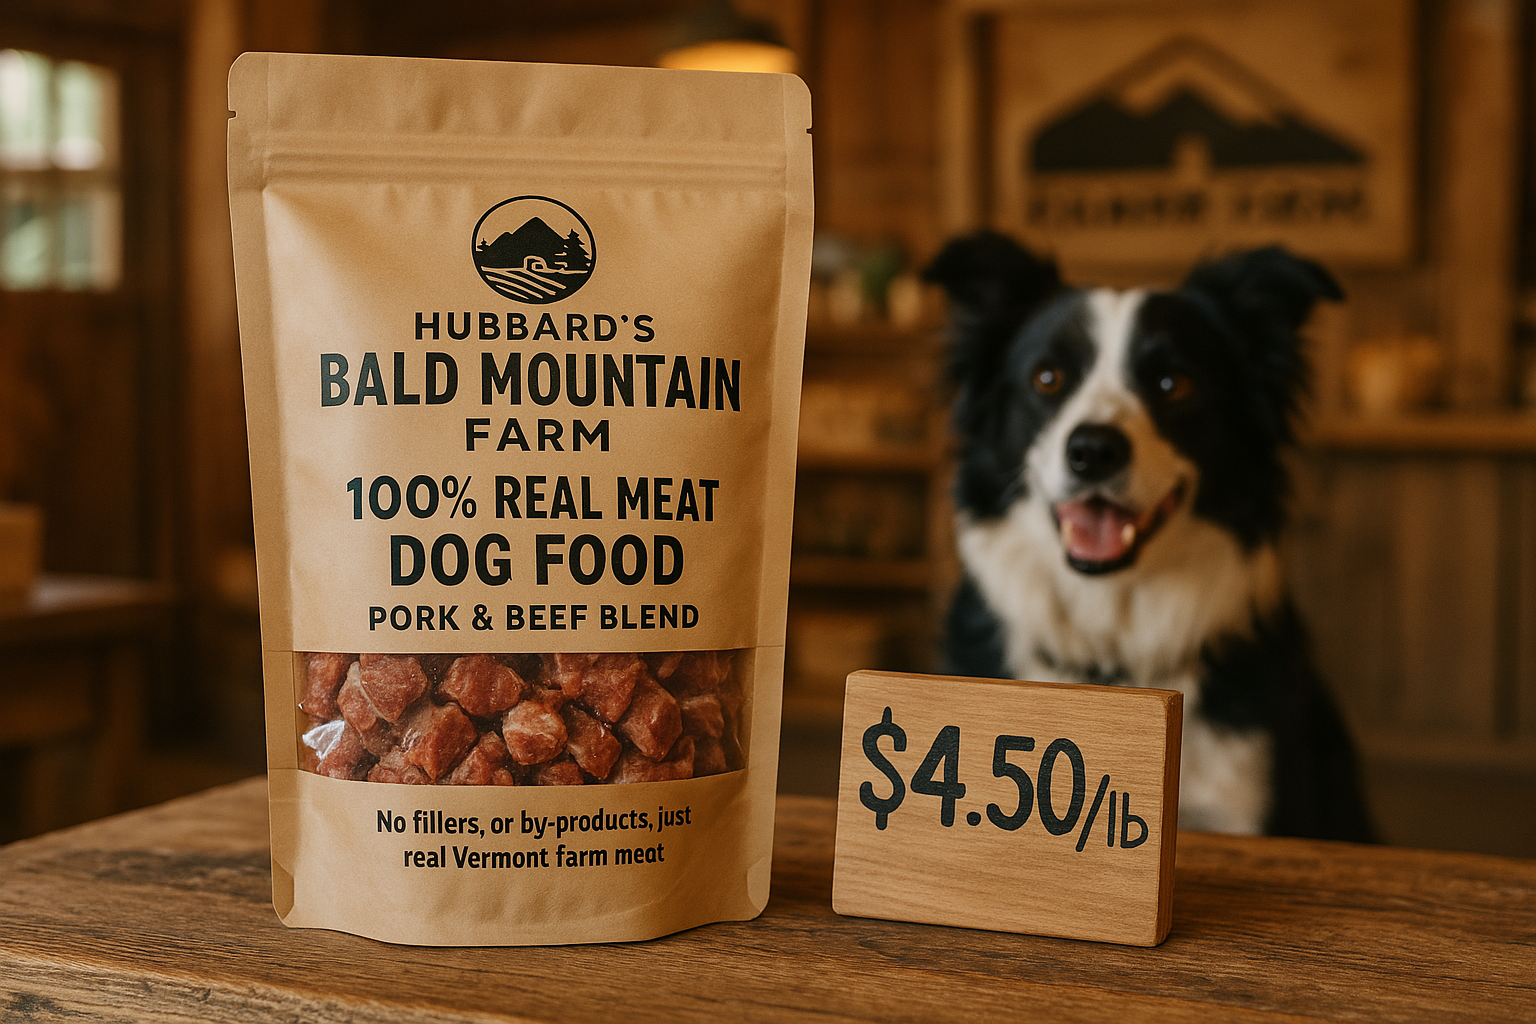 HUBBARD'S
BALD MOUNTAIN
FARM
100% REAL MEAT
DOG FOOD
PORK & BEEF BLEND
No fillers, or by-products, just
real Vermont farm meat
$4.50/lb